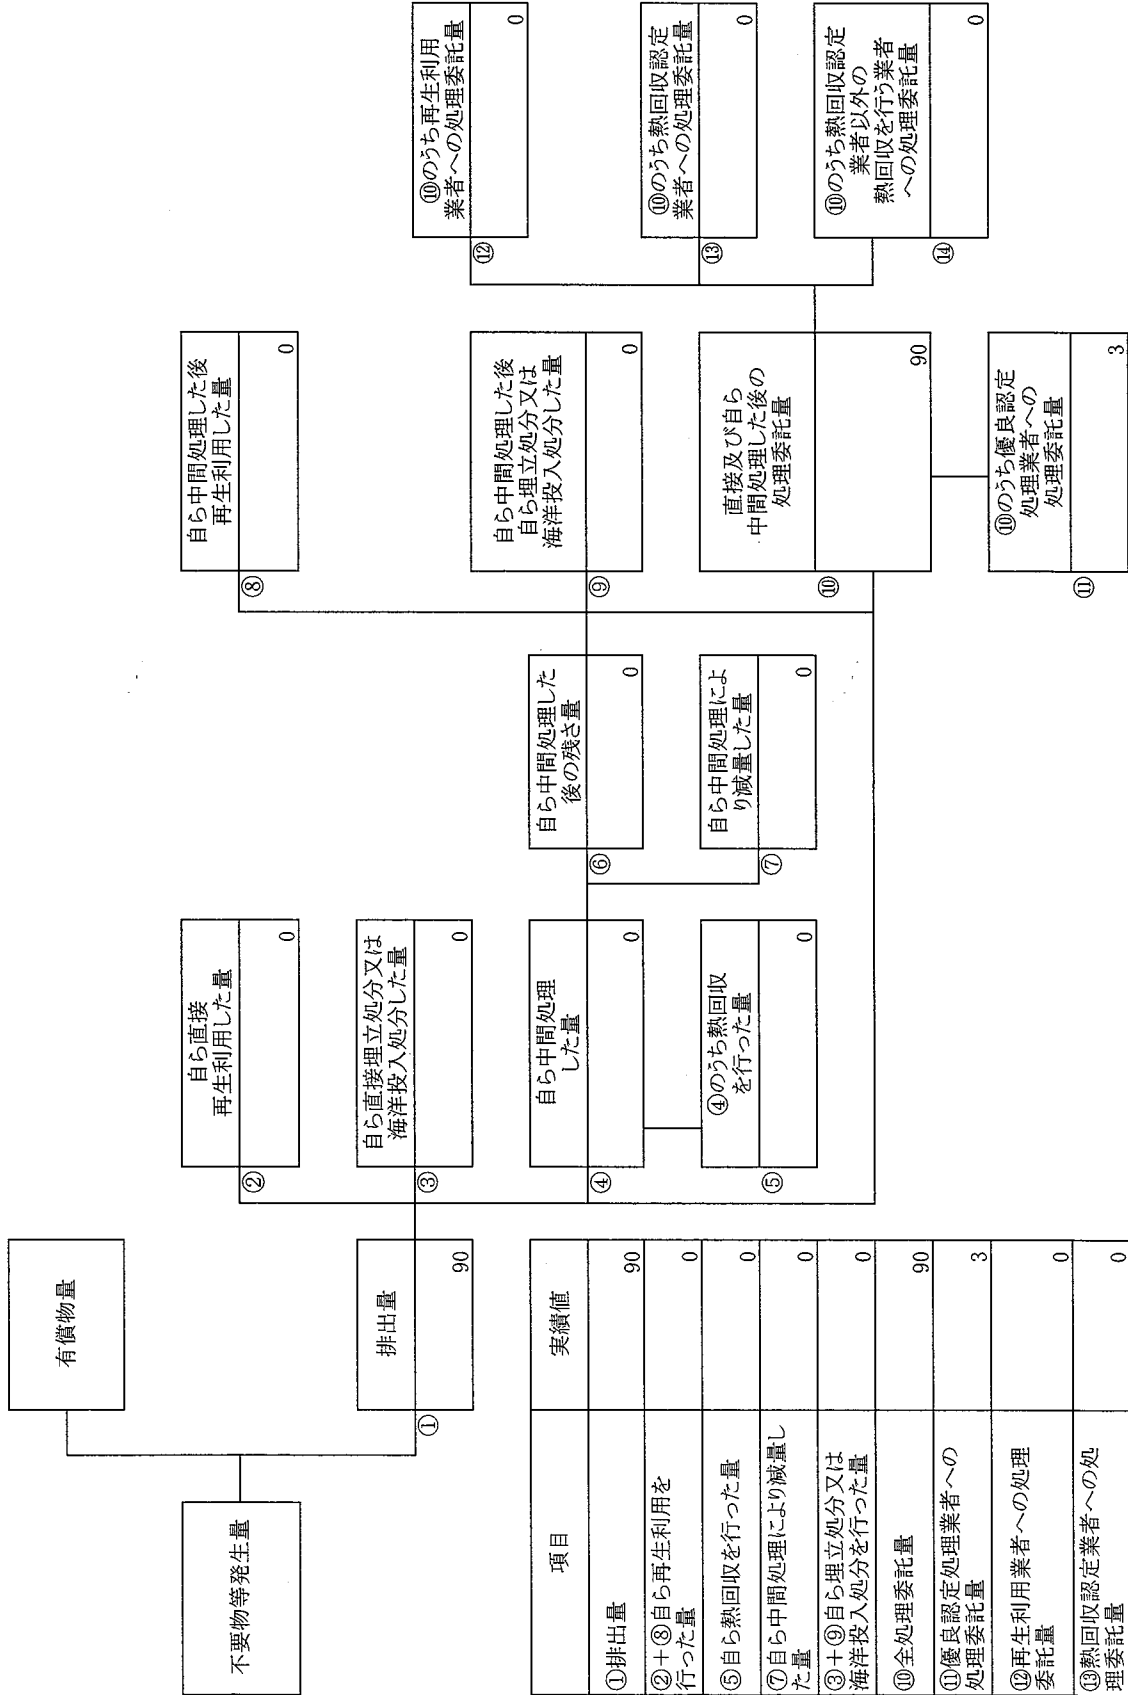 不要物等発生量
有償物量
①
排出量
90
②
自ら直接
再生利用した量
0
③
自ら直接埋立処分又は
海洋投入処分した量
0
④
自ら中間処理
した量
0
⑤
④のうち熱回収
を行った量
0
⑥
自ら中間処理した
後の残さ量
0
⑦
自ら中間処理によ
り減量した量
0
⑧
自ら中間処理した後
再生利用した量
0
⑨
自ら中間処理した後
自ら埋立処分又は
海洋投入処分した量
0
⑩
直接及び自ら
中間処理した後の
処理委託量
90
⑪
⑩のうち優良認定
処理業者への
処理委託量
3
⑫
⑩のうち再生利用
業者への処理委託量
0
⑬
⑩のうち熱回収認定
業者への処理委託量
0
⑭
⑩のうち熱回収認定
業者以外の
熱回収を行う業者
への処理委託量
0
項目 実績値
①排出量 90
②+⑧自ら再生利用を
行った量 0
⑤自ら熱回収を行った量 0
⑦自ら中間処理により減量し
た量 0
③+⑨自ら埋立処分又は
海洋投入処分を行った量 0
⑩全処理委託量 90
⑪優良認定処理業者への
処理委託量 3
⑫再生利用業者への処理
委託量 0
⑬熱回収認定業者への処
理委託量 0